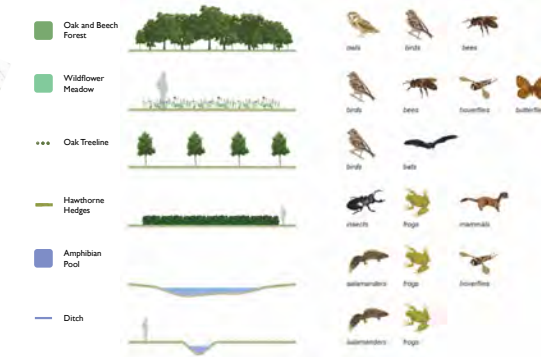 Oak and Beech
Forest
owls birds bees
Wildflower
Meadow
birds bees hoverflies butterflies
Oak Treeline
birds bats
Hawthorne
Hedges
insects frogs mammals
Amphibian
Pool
salamanders frogs hoverflies
Ditch
salamanders frogs